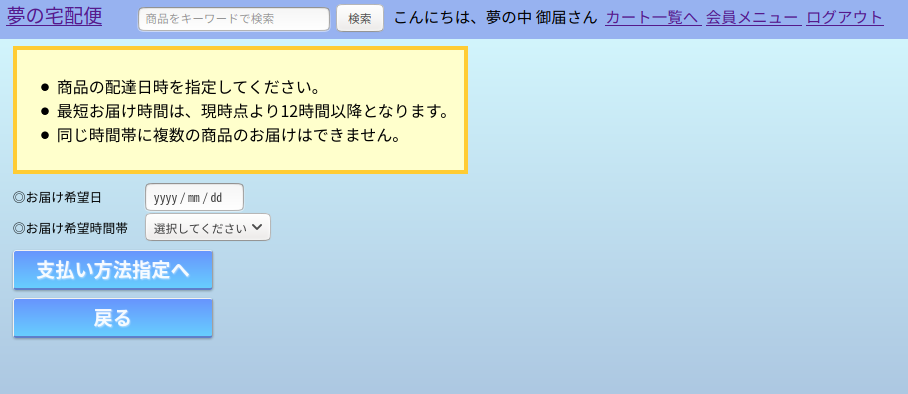 夢の宅配便 商品をキーワードで検索 検索 こんにちは、夢の中 御届さん カート一覧へ 会員メニュー ログアウト
● 商品の配達日時を指定してください。
● 最短お届け時間は、現時点より12時間以降となります。
● 同じ時間帯に複数の商品のお届けはできません。
◎お届け希望日 yyyy / mm / dd
◎お届け希望時間帯 選択してください
支払い方法指定へ
戻る